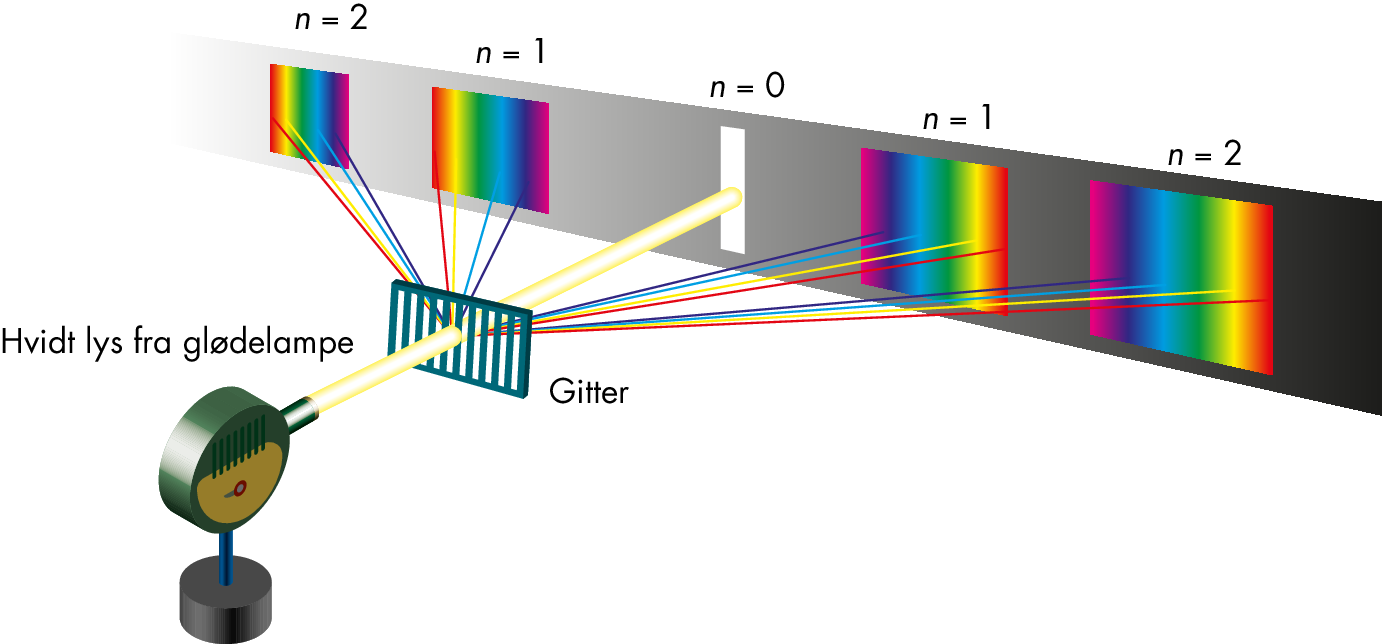 n = 2
n = 1
n = 0
n = 1
n = 2
Hvidt lys fra glødelampe
Gitter